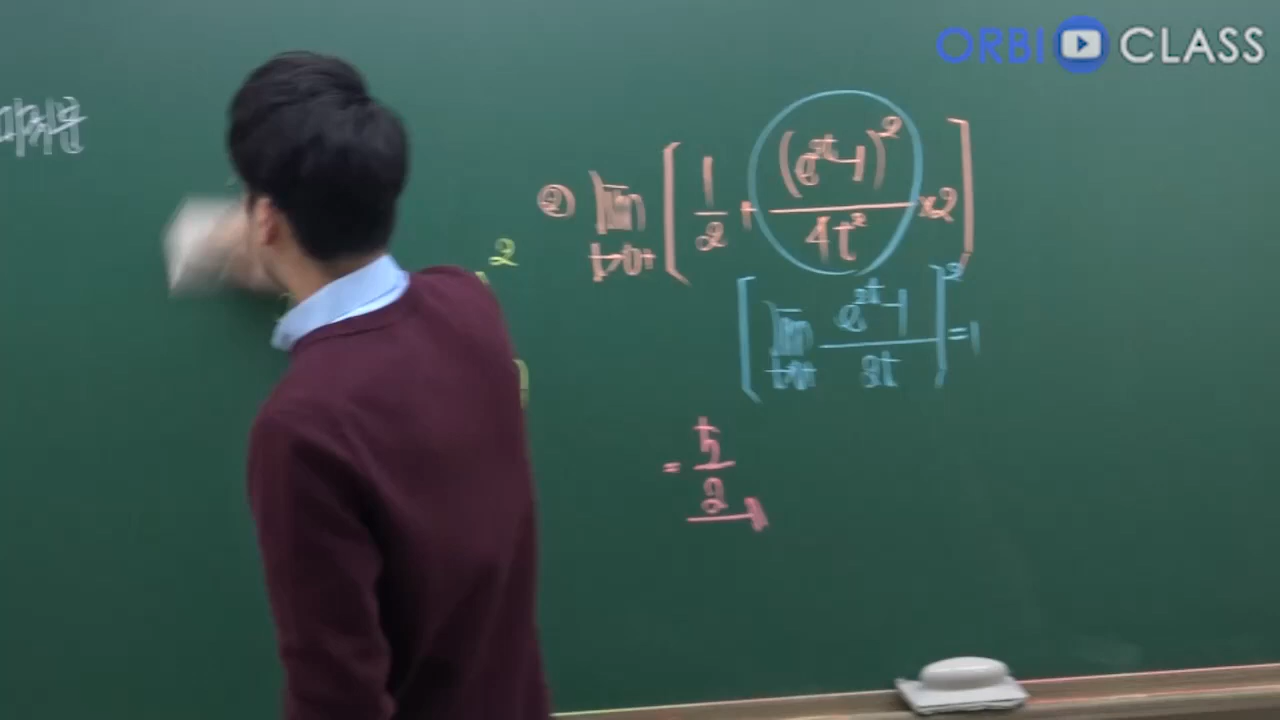 ORBI CLASS
② lim t→0+ [ 1/2 + (e^{2t}-1)^2 / 4t^2 × 2 ]
[ lim t→0+ e^{2t}-1 / 2t ]^2 = 1
= 5/2
2